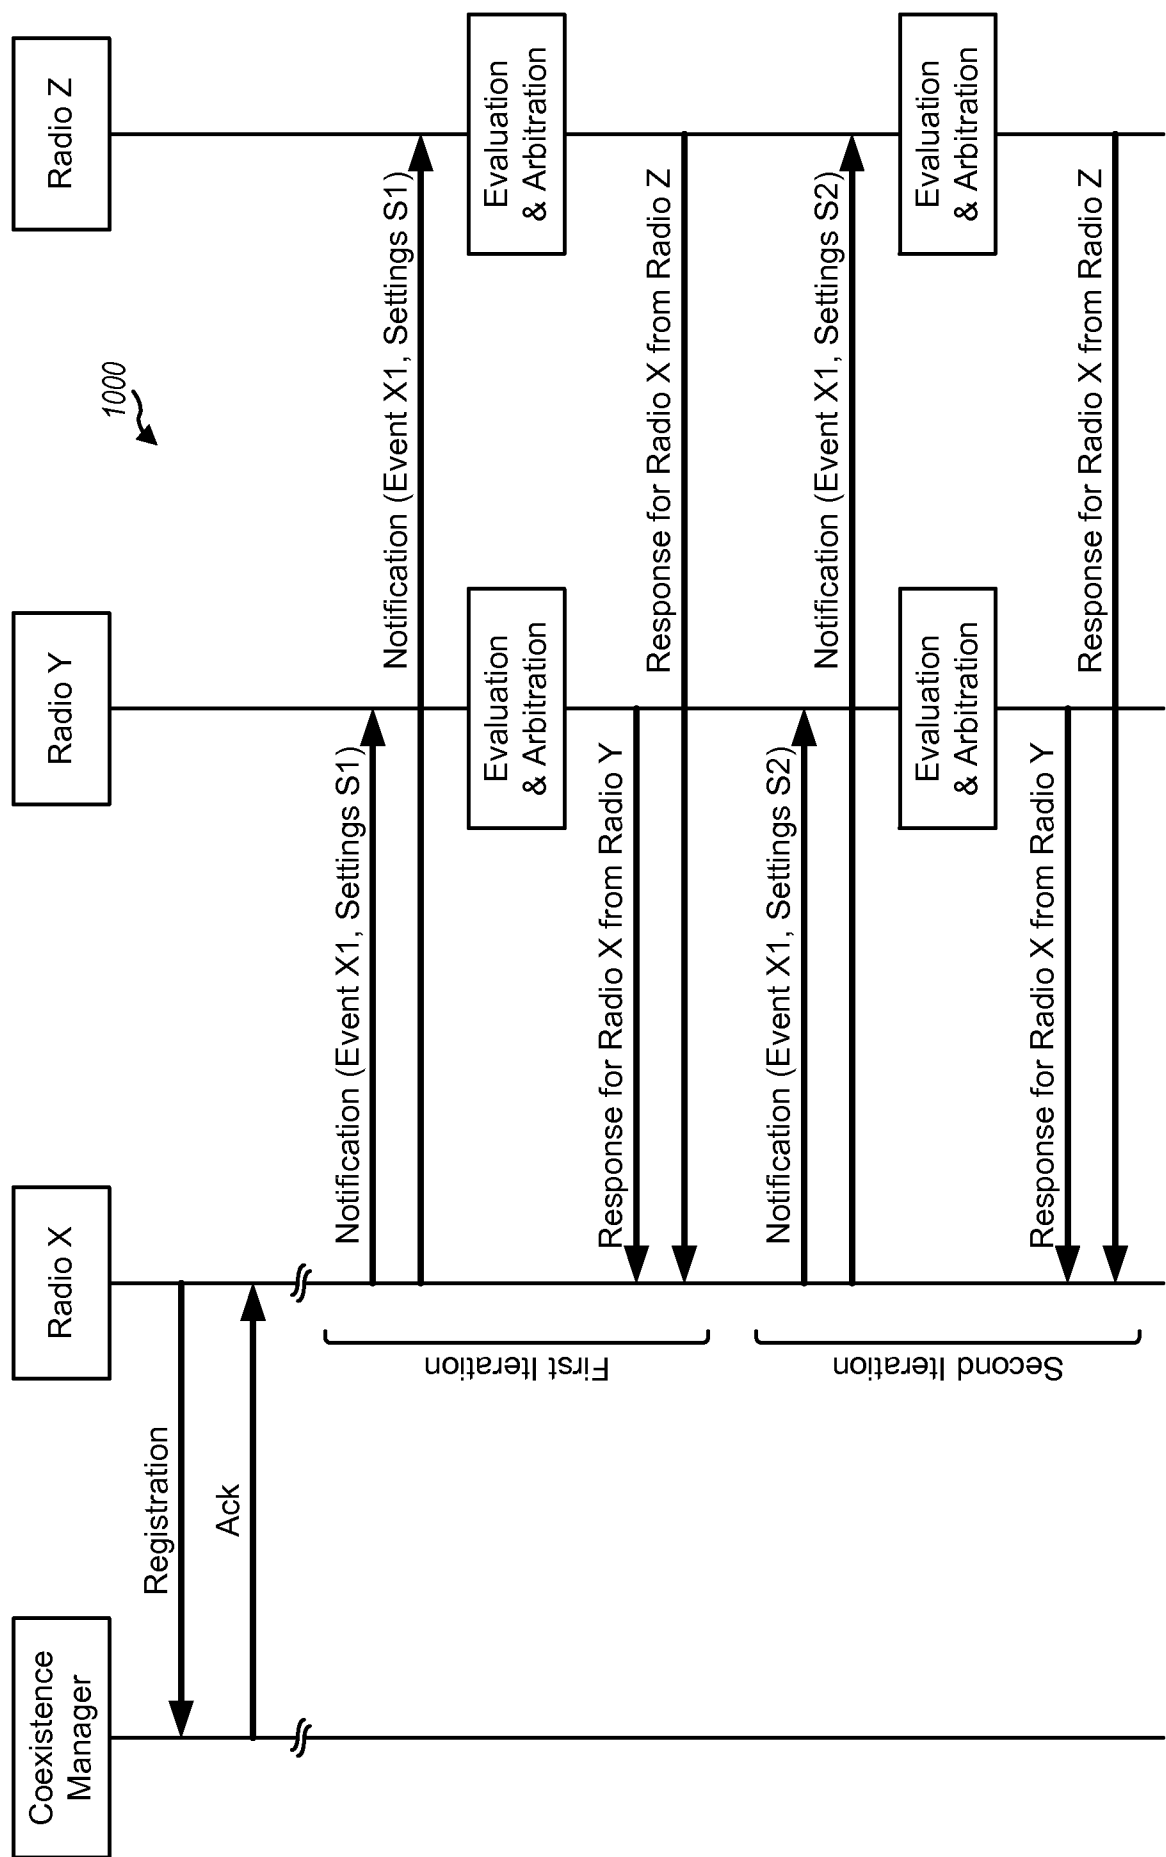 Coexistence
Manager
Radio X
Radio Y
Radio Z
1000
Registration
Ack
First Iteration
Notification (Event X1, Settings S1)
Notification (Event X1, Settings S1)
Evaluation
& Arbitration
Evaluation
& Arbitration
Response for Radio X from Radio Y
Response for Radio X from Radio Z
Second Iteration
Notification (Event X1, Settings S2)
Notification (Event X1, Settings S2)
Evaluation
& Arbitration
Evaluation
& Arbitration
Response for Radio X from Radio Y
Response for Radio X from Radio Z